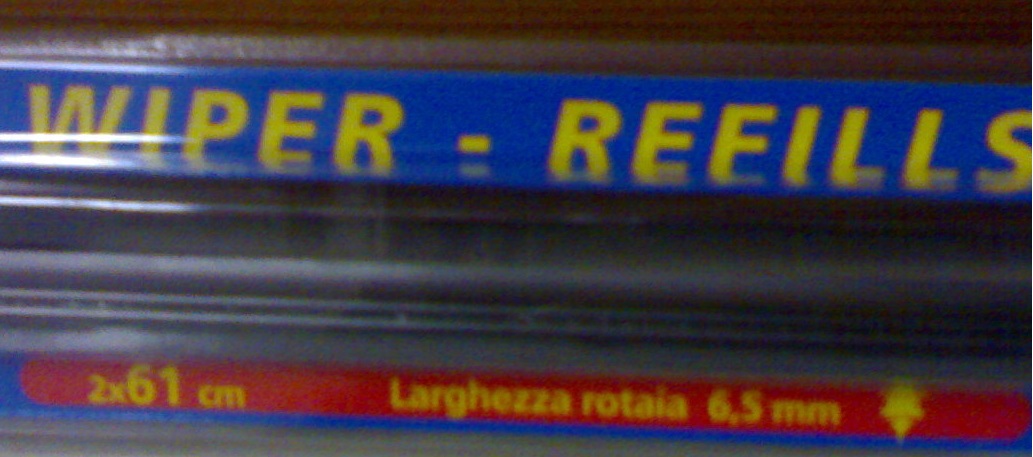 WIPER - REFILLS
2x61 cm Larghezza rotaia 6,5 mm